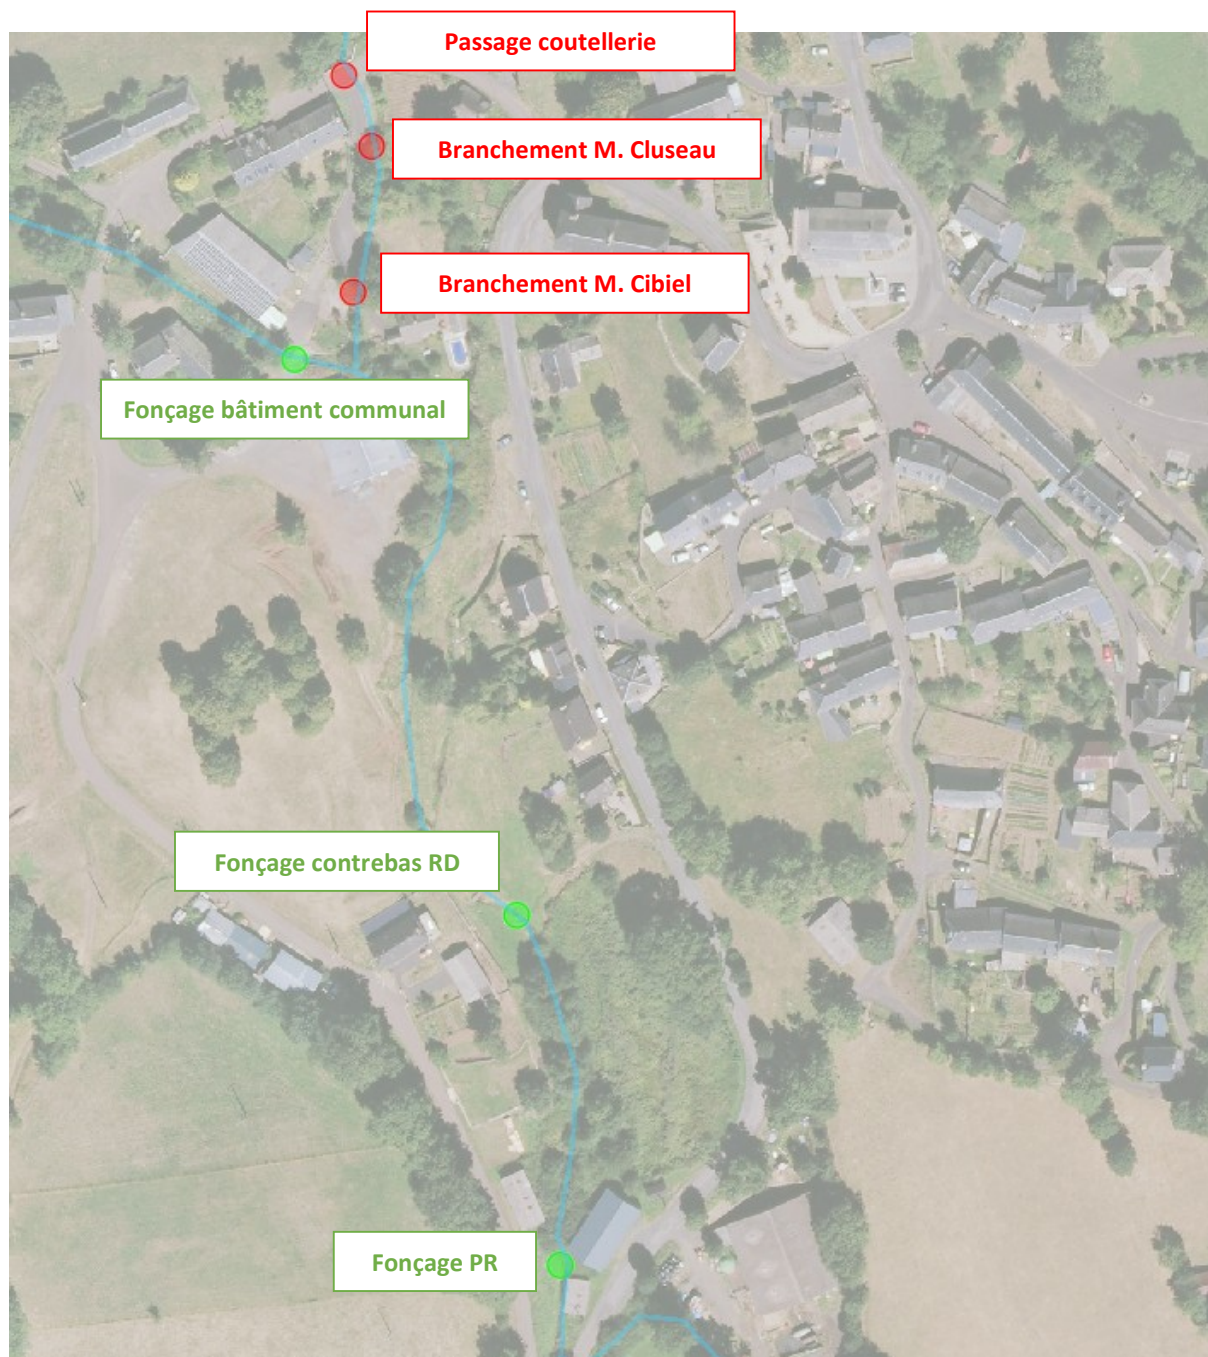 Passage coutellerie
Branchement M. Cluseau
Branchement M. Cibiel
Fonçage bâtiment communal
Fonçage contrebas RD
Fonçage PR